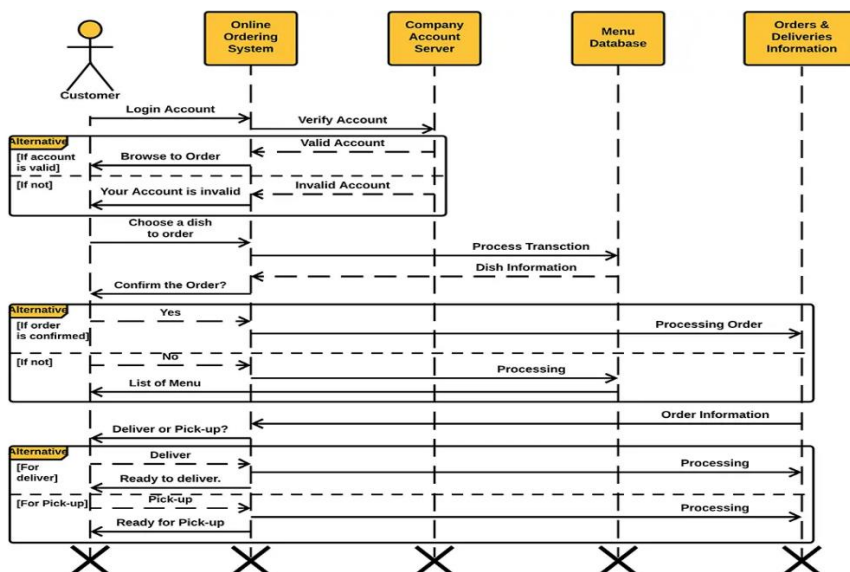 Online
Ordering
System
Company
Account
Server
Menu
Database
Orders &
Deliveries
Information
Customer
Login Account
Verify Account
Alternative
[If account
is valid]
Valid Account
Browse to Order
[If not]
Invalid Account
Your Account is invalid
Choose a dish
to order
Process Transction
Dish Information
Confirm the Order?
Alternative
[If order
is confirmed]
Yes
Processing Order
[If not]
No
Processing
List of Menu
Order Information
Deliver or Pick-up?
Alternative
[For
deliver]
Deliver
Processing
Ready to deliver.
[For Pick-up]
Pick-up
Processing
Ready for Pick-up